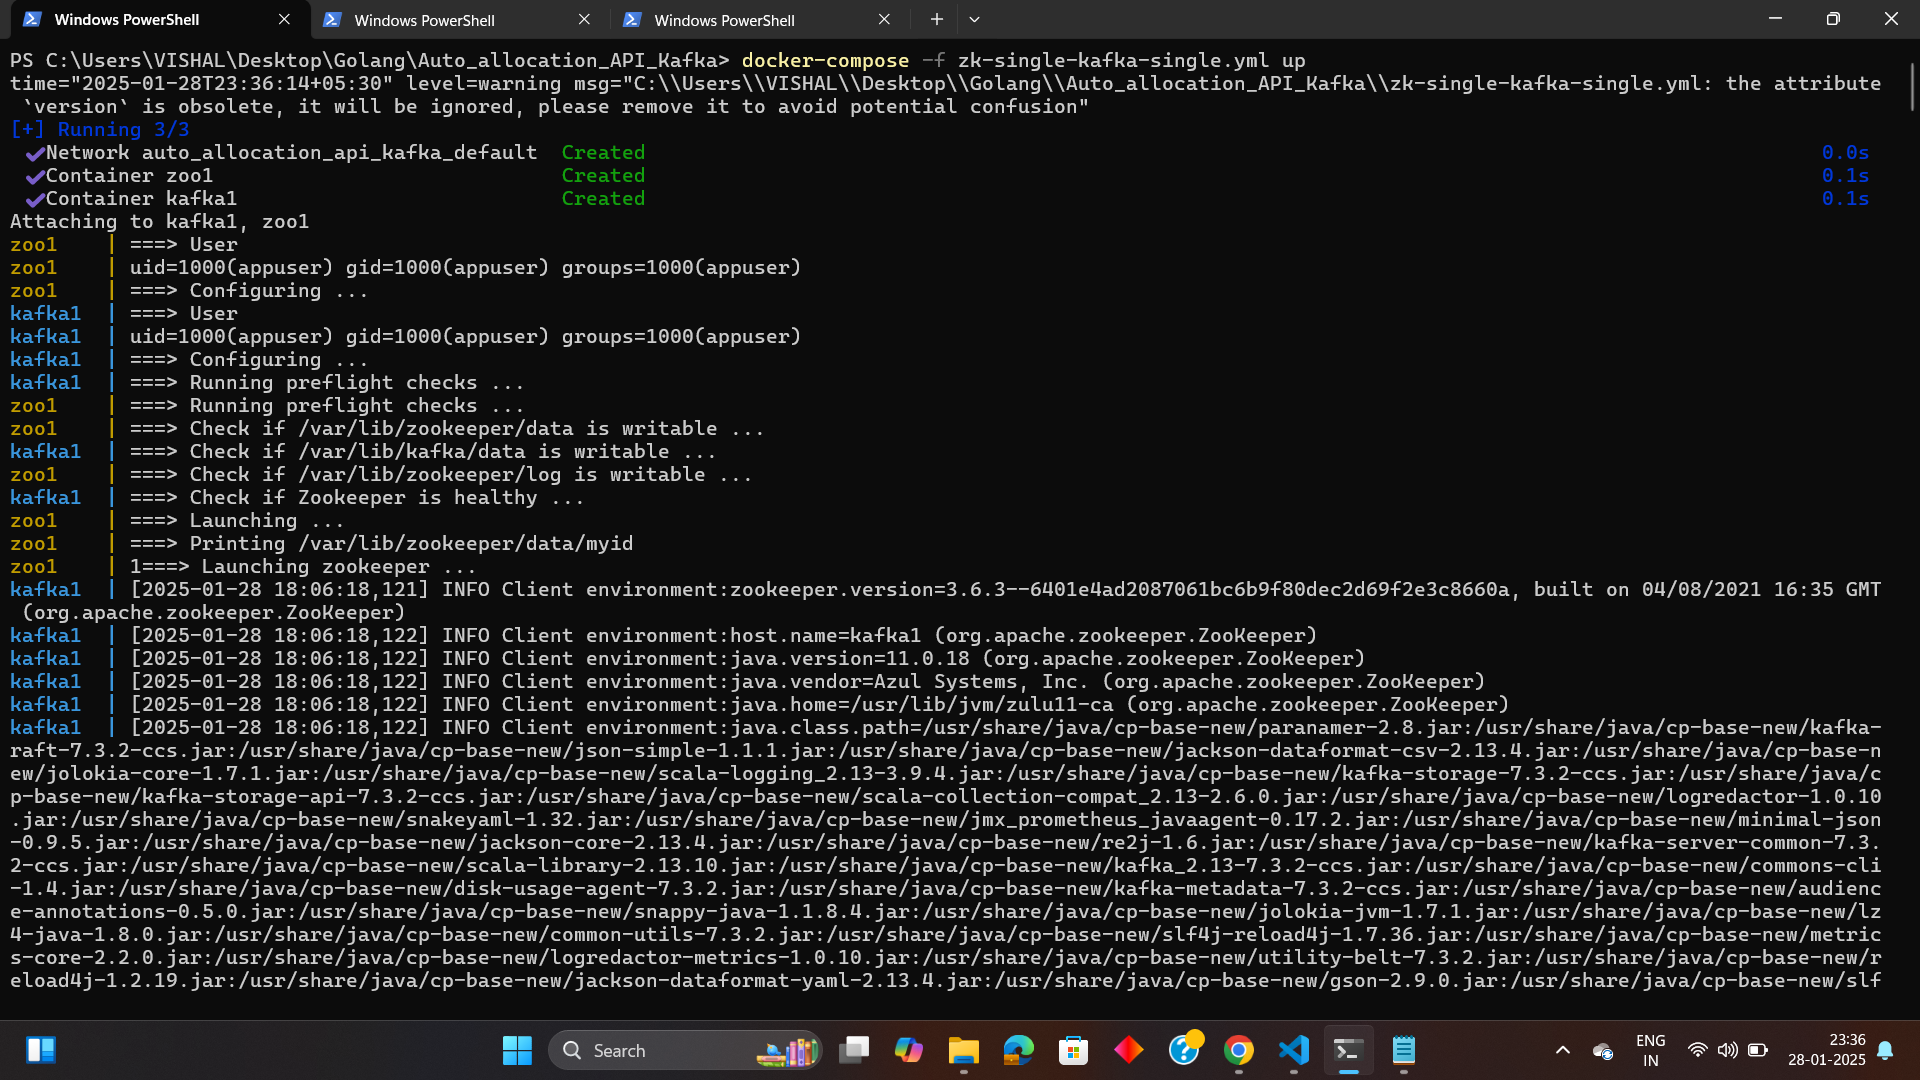 Windows PowerShell
Windows PowerShell
Windows PowerShell
PS C:\Users\VISHAL\Desktop\Golang\Auto_allocation_API_Kafka> docker-compose -f zk-single-kafka-single.yml up
time="2025-01-28T23:36:14+05:30" level=warning msg="C:\\Users\\VISHAL\\Desktop\\Golang\\Auto_allocation_API_Kafka\\zk-single-kafka-single.yml: the attribute
`version` is obsolete, it will be ignored, please remove it to avoid potential confusion"
[+] Running 3/3
✔Network auto_allocation_api_kafka_default Created 0.0s
✔Container zoo1 Created 0.1s
✔Container kafka1 Created 0.1s
Attaching to kafka1, zoo1
zoo1 | ===> User
zoo1 | uid=1000(appuser) gid=1000(appuser) groups=1000(appuser)
zoo1 | ===> Configuring ...
kafka1 | ===> User
kafka1 | uid=1000(appuser) gid=1000(appuser) groups=1000(appuser)
kafka1 | ===> Configuring ...
kafka1 | ===> Running preflight checks ...
zoo1 | ===> Running preflight checks ...
zoo1 | ===> Check if /var/lib/zookeeper/data is writable ...
kafka1 | ===> Check if /var/lib/kafka/data is writable ...
zoo1 | ===> Check if /var/lib/zookeeper/log is writable ...
kafka1 | ===> Check if Zookeeper is healthy ...
zoo1 | ===> Launching ...
zoo1 | ===> Printing /var/lib/zookeeper/data/myid
zoo1 | 1===> Launching zookeeper ...
kafka1 | [2025-01-28 18:06:18,121] INFO Client environment:zookeeper.version=3.6.3--6401e4ad2087061bc6b9f80dec2d69f2e3c8660a, built on 04/08/2021 16:35 GMT
(org.apache.zookeeper.ZooKeeper)
kafka1 | [2025-01-28 18:06:18,122] INFO Client environment:host.name=kafka1 (org.apache.zookeeper.ZooKeeper)
kafka1 | [2025-01-28 18:06:18,122] INFO Client environment:java.version=11.0.18 (org.apache.zookeeper.ZooKeeper)
kafka1 | [2025-01-28 18:06:18,122] INFO Client environment:java.vendor=Azul Systems, Inc. (org.apache.zookeeper.ZooKeeper)
kafka1 | [2025-01-28 18:06:18,122] INFO Client environment:java.home=/usr/lib/jvm/zulu11-ca (org.apache.zookeeper.ZooKeeper)
kafka1 | [2025-01-28 18:06:18,122] INFO Client environment:java.class.path=/usr/share/java/cp-base-new/paranamer-2.8.jar:/usr/share/java/cp-base-new/kafka-
raft-7.3.2-ccs.jar:/usr/share/java/cp-base-new/json-simple-1.1.1.jar:/usr/share/java/cp-base-new/jackson-dataformat-csv-2.13.4.jar:/usr/share/java/cp-base-n
ew/jolokia-core-1.7.1.jar:/usr/share/java/cp-base-new/scala-logging_2.13-3.9.4.jar:/usr/share/java/cp-base-new/kafka-storage-7.3.2-ccs.jar:/usr/share/java/c
p-base-new/kafka-storage-api-7.3.2-ccs.jar:/usr/share/java/cp-base-new/scala-collection-compat_2.13-2.6.0.jar:/usr/share/java/cp-base-new/logredactor-1.0.10
.jar:/usr/share/java/cp-base-new/snakeyaml-1.32.jar:/usr/share/java/cp-base-new/jmx_prometheus_javaagent-0.17.2.jar:/usr/share/java/cp-base-new/minimal-json
-0.9.5.jar:/usr/share/java/cp-base-new/jackson-core-2.13.4.jar:/usr/share/java/cp-base-new/re2j-1.6.jar:/usr/share/java/cp-base-new/kafka-server-common-7.3.
2-ccs.jar:/usr/share/java/cp-base-new/scala-library-2.13.10.jar:/usr/share/java/cp-base-new/kafka_2.13-7.3.2-ccs.jar:/usr/share/java/cp-base-new/commons-cli
-1.4.jar:/usr/share/java/cp-base-new/disk-usage-agent-7.3.2.jar:/usr/share/java/cp-base-new/kafka-metadata-7.3.2-ccs.jar:/usr/share/java/cp-base-new/audienc
e-annotations-0.5.0.jar:/usr/share/java/cp-base-new/snappy-java-1.1.8.4.jar:/usr/share/java/cp-base-new/jolokia-jvm-1.7.1.jar:/usr/share/java/cp-base-new/lz
4-java-1.8.0.jar:/usr/share/java/cp-base-new/common-utils-7.3.2.jar:/usr/share/java/cp-base-new/slf4j-reload4j-1.7.36.jar:/usr/share/java/cp-base-new/metric
s-core-2.2.0.jar:/usr/share/java/cp-base-new/logredactor-metrics-1.0.10.jar:/usr/share/java/cp-base-new/utility-belt-7.3.2.jar:/usr/share/java/cp-base-new/r
eload4j-1.2.19.jar:/usr/share/java/cp-base-new/jackson-dataformat-yaml-2.13.4.jar:/usr/share/java/cp-base-new/gson-2.9.0.jar:/usr/share/java/cp-base-new/slf
Search
ENG
IN
23:36
28-01-2025